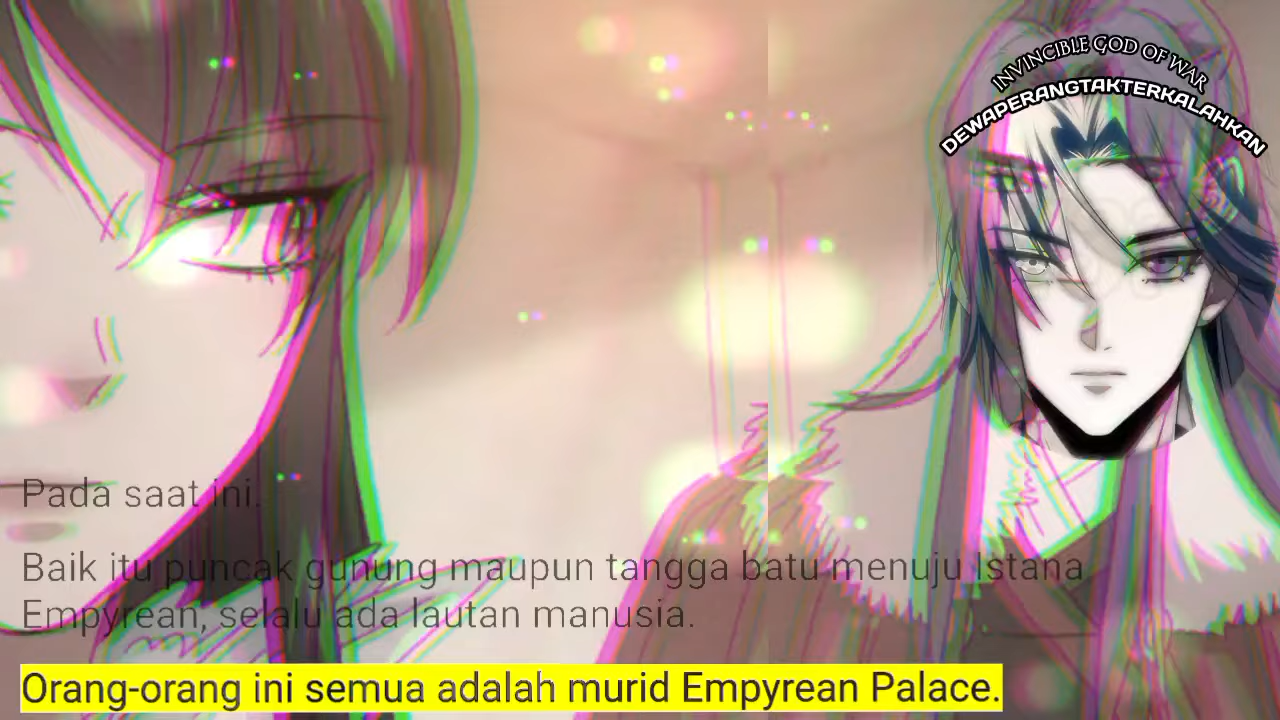 INVINCIBLE GOD OF WAR
DEWAPERANGTAKTERKALAHKAN
Pada saat ini.
Baik itu puncak gunung maupun tangga batu menuju Istana
Empyrean, selalu ada lautan manusia.
Orang-orang ini semua adalah murid Empyrean Palace.